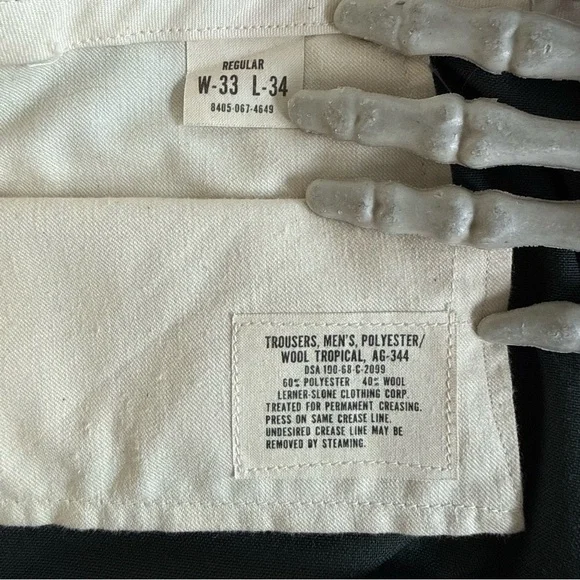 REGULAR
W-33 L-34
8405-067-4649
TROUSERS, MEN'S, POLYESTER/
WOOL TROPICAL, AG-344
DSA 100-68-C-2099
60% POLYESTER 40% WOOL
LERNER-SLONE CLOTHING CORP.
TREATED FOR PERMANENT CREASING.
PRESS ON SAME CREASE LINE.
UNDESIRED CREASE LINE MAY BE
REMOVED BY STEAMING.